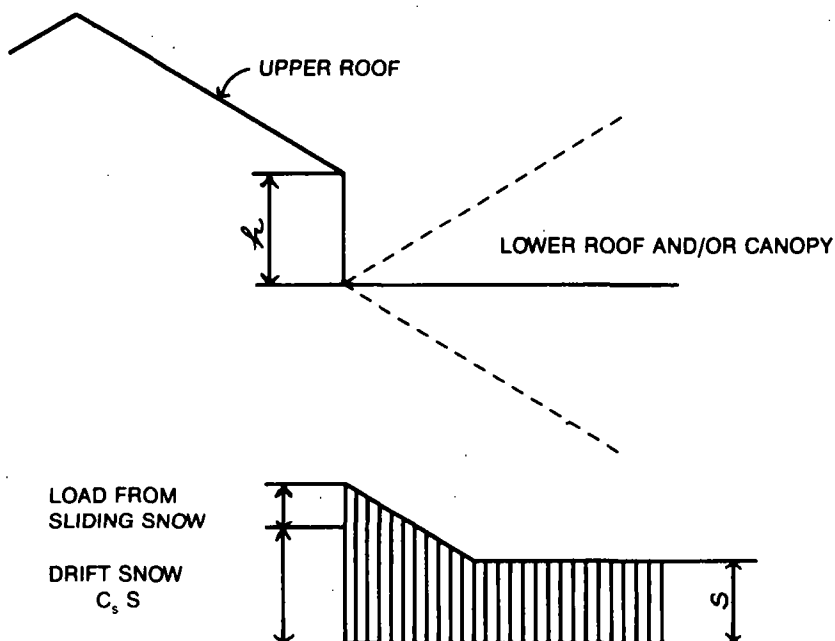 UPPER ROOF
h
LOWER ROOF AND/OR CANOPY
LOAD FROM
SLIDING SNOW
DRIFT SNOW
Cs S
S